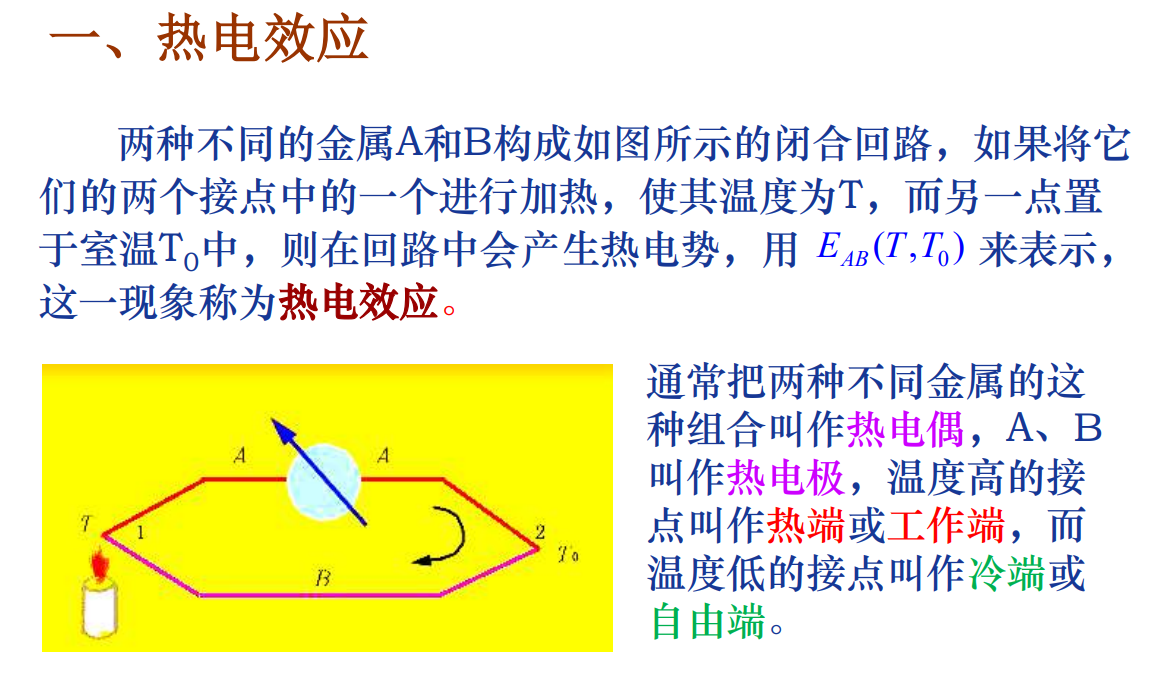 一、热电效应
两种不同的金属A和B构成如图所示的闭合回路，如果将它
们的两个接点中的一个进行加热，使其温度为T，而另一点置
于室温T₀中，则在回路中会产生热电势，用 E_AB(T,T₀) 来表示，
这一现象称为热电效应。
通常把两种不同金属的这
种组合叫作热电偶，A、B
叫作热电极，温度高的接
点叫作热端或工作端，而
温度低的接点叫作冷端或
自由端。
A A
T 1 2
T₀
B